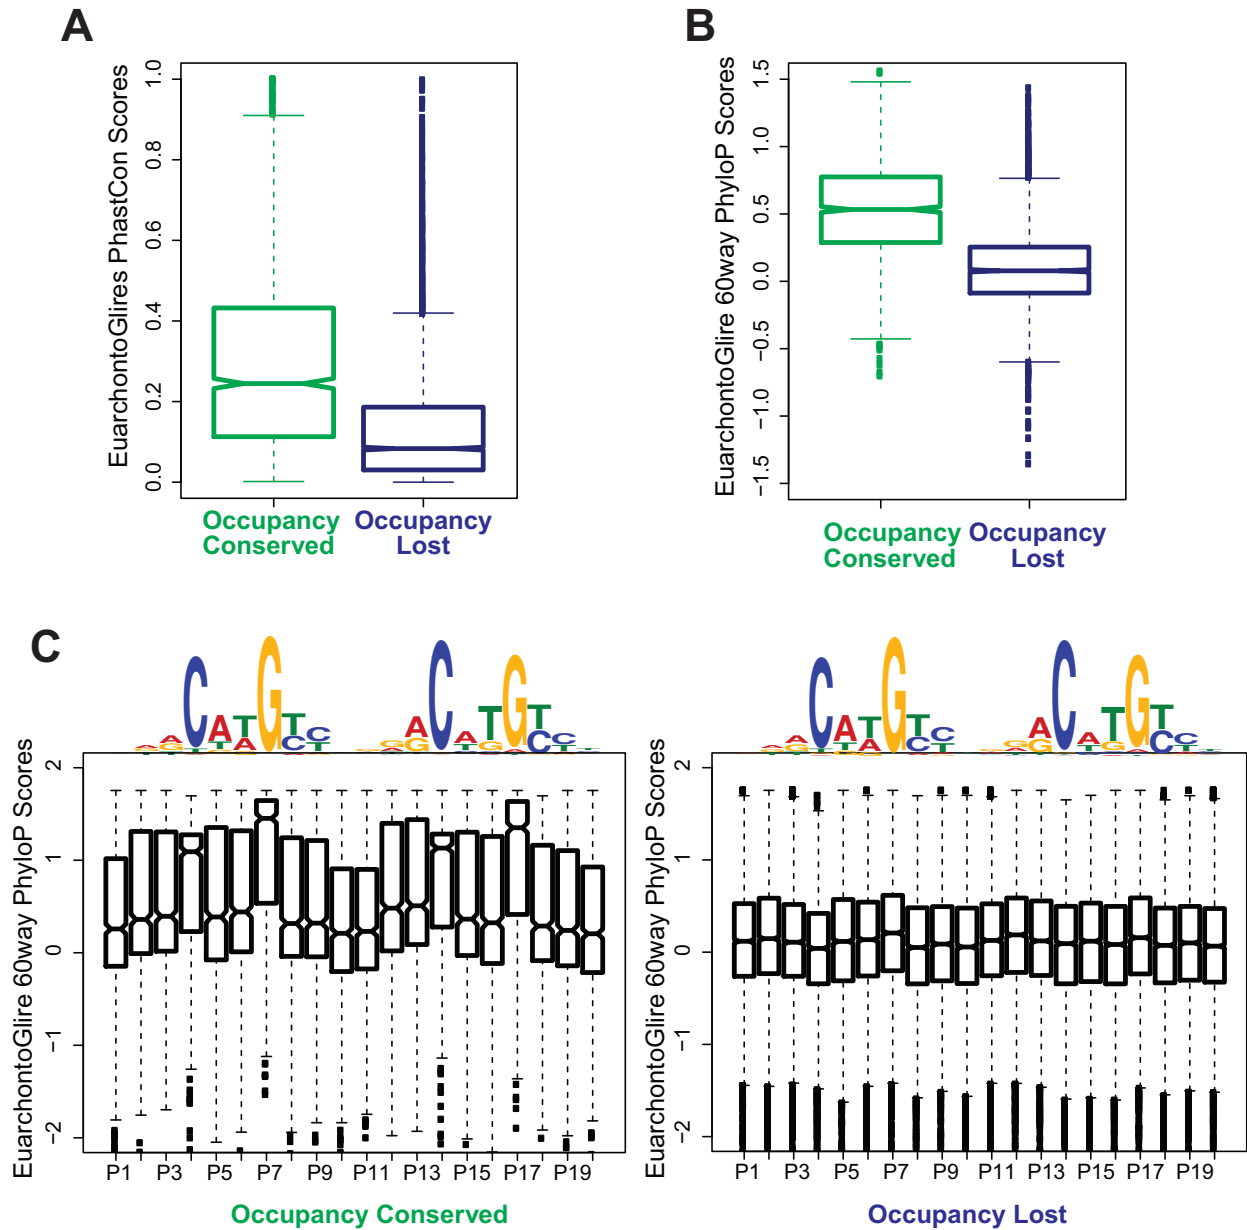 A
B
EuarchontoGlires PhastCon Scores
1.0
0.8
0.6
0.4
0.2
0.0
Occupancy Conserved
Occupancy Lost
EuarchontoGlire 60way PhyloP Scores
1.5
1.0
0.5
0.0
−0.5
−1.0
−1.5
Occupancy Conserved
Occupancy Lost
C
EuarchontoGlire 60way PhyloP Scores
2
1
0
−1
−2
P1 P3 P5 P7 P9 P11 P13 P15 P17 P19
Occupancy Conserved
EuarchontoGlire 60way PhyloP Scores
2
1
0
−1
−2
P1 P3 P5 P7 P9 P11 P13 P15 P17 P19
Occupancy Lost